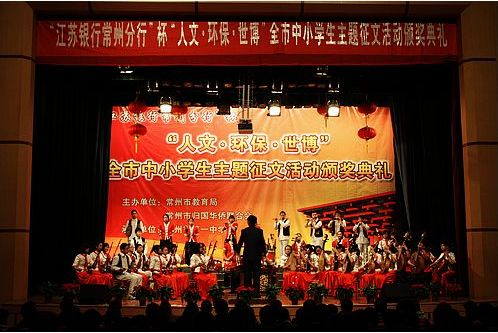 “江苏银行常州分行”杯“人文·环保·世博”全市中小学生主题征文活动颁奖典礼
“人文·环保·世博”
全市中小学生主题征文活动颁奖典礼
主办单位：常州市教育局
常州市归国华侨联合会